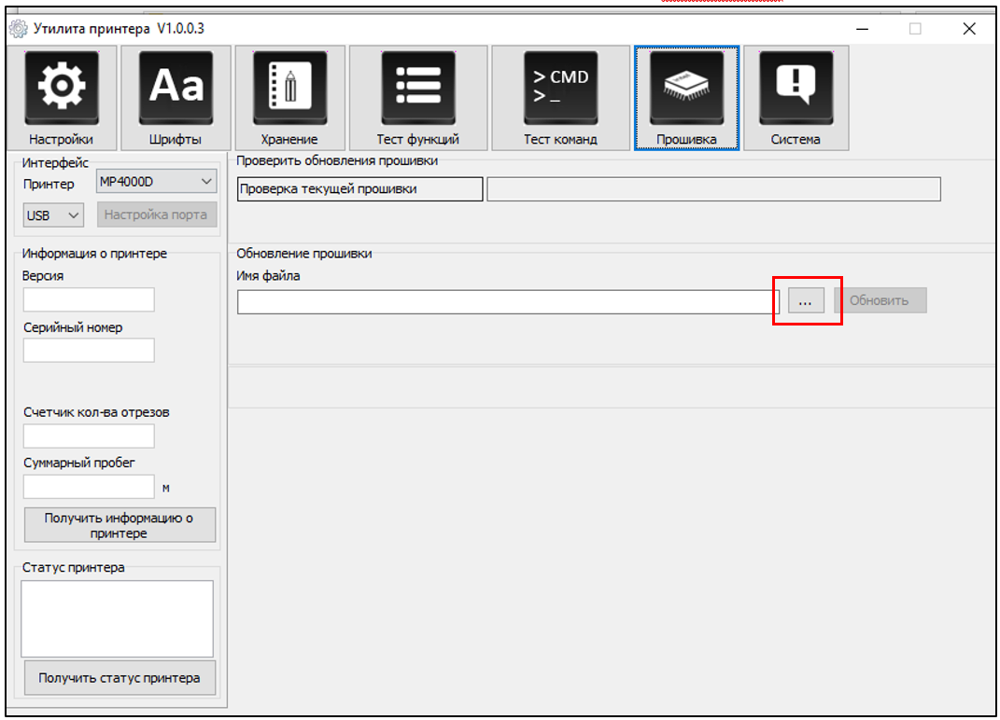 Утилита принтера V1.0.0.3
Aa
> CMD
> _
Настройки
Шрифты
Хранение
Тест функций
Тест команд
Прошивка
Система
Интерфейс
Принтер
MP4000D
USB
Настройка порта
Информация о принтере
Версия
Серийный номер
Счетчик кол-ва отрезов
Суммарный пробег
м
Получить информацию о
принтере
Статус принтера
Получить статус принтера
Проверить обновления прошивки
Проверка текущей прошивки
Обновление прошивки
Имя файла
...
Обновить